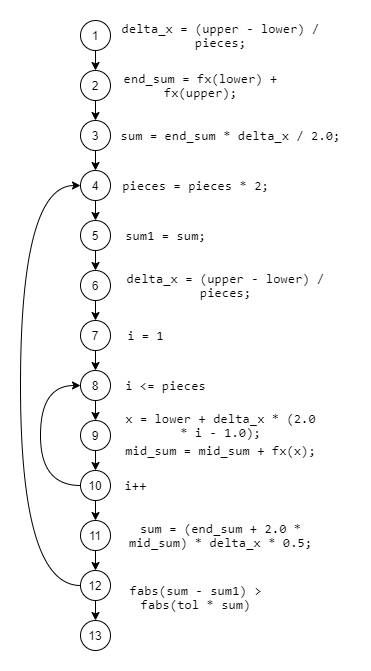 1
delta_x = (upper - lower) /
pieces;
2
end_sum = fx(lower) +
fx(upper);
3
sum = end_sum * delta_x / 2.0;
4
pieces = pieces * 2;
5
sum1 = sum;
6
delta_x = (upper - lower) /
pieces;
7
i = 1
8
i <= pieces
9
x = lower + delta_x * (2.0
* i - 1.0);
mid_sum = mid_sum + fx(x);
10
i++
11
sum = (end_sum + 2.0 *
mid_sum) * delta_x * 0.5;
12
fabs(sum - sum1) >
fabs(tol * sum)
13